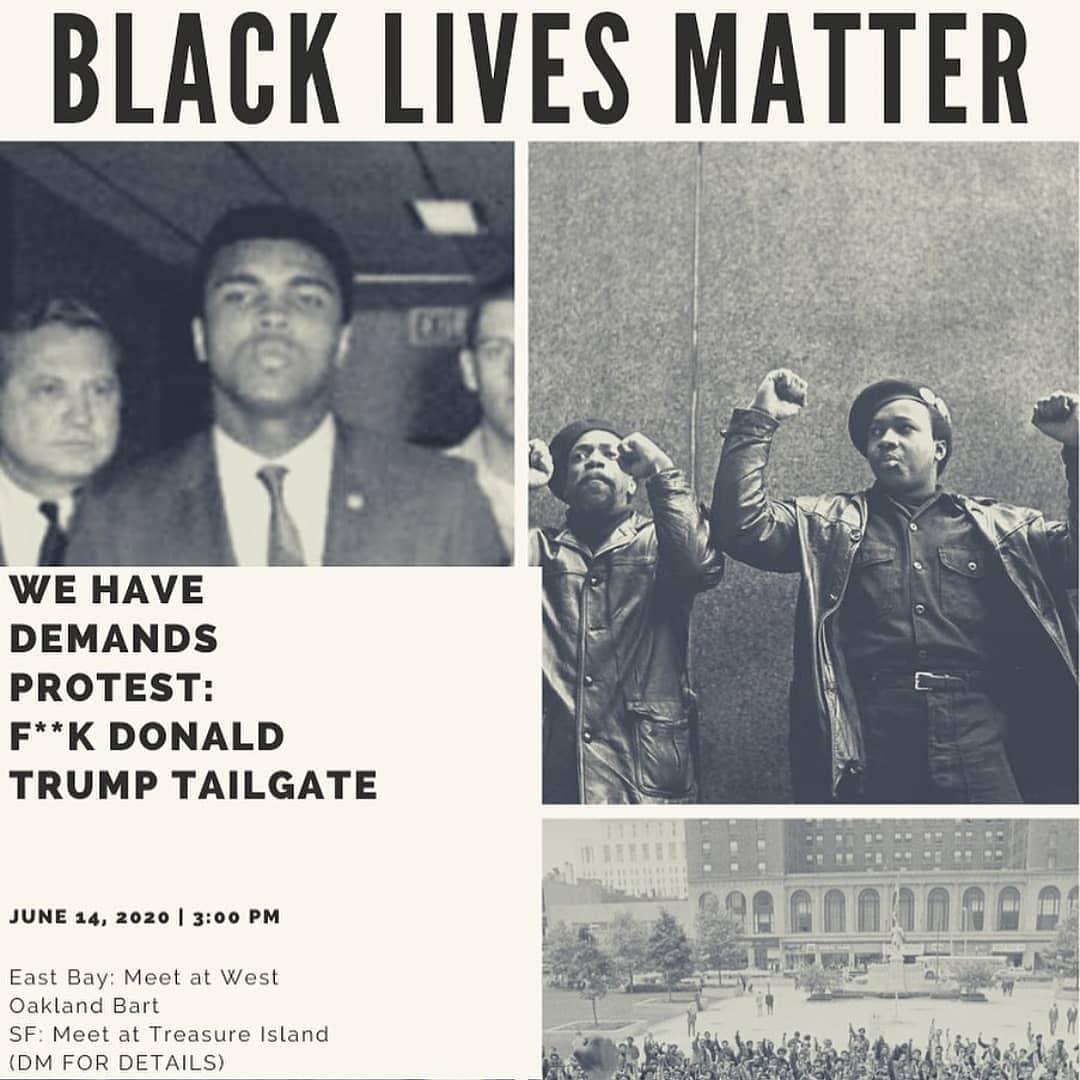 BLACK LIVES MATTER
WE HAVE
DEMANDS
PROTEST:
F**K DONALD
TRUMP TAILGATE
JUNE 14, 2020 | 3:00 PM
East Bay: Meet at West
Oakland Bart
SF: Meet at Treasure Island
(DM FOR DETAILS)